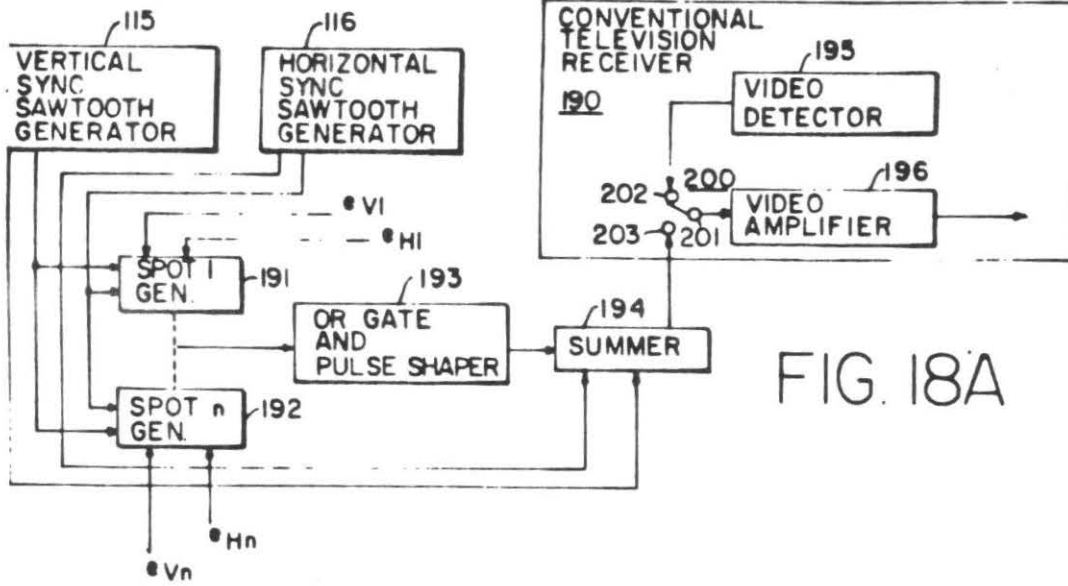 115
VERTICAL
SYNC
SAWTOOTH
GENERATOR
116
HORIZONTAL
SYNC
SAWTOOTH
GENERATOR
CONVENTIONAL
TELEVISION
RECEIVER
190
195
VIDEO
DETECTOR
200
202
203
201
196
VIDEO
AMPLIFIER
e V1
e H1
SPOT 1
GEN.
191
193
OR GATE
AND
PULSE SHAPER
194
SUMMER
SPOT n
GEN.
192
e Hn
e Vn
FIG. 18A